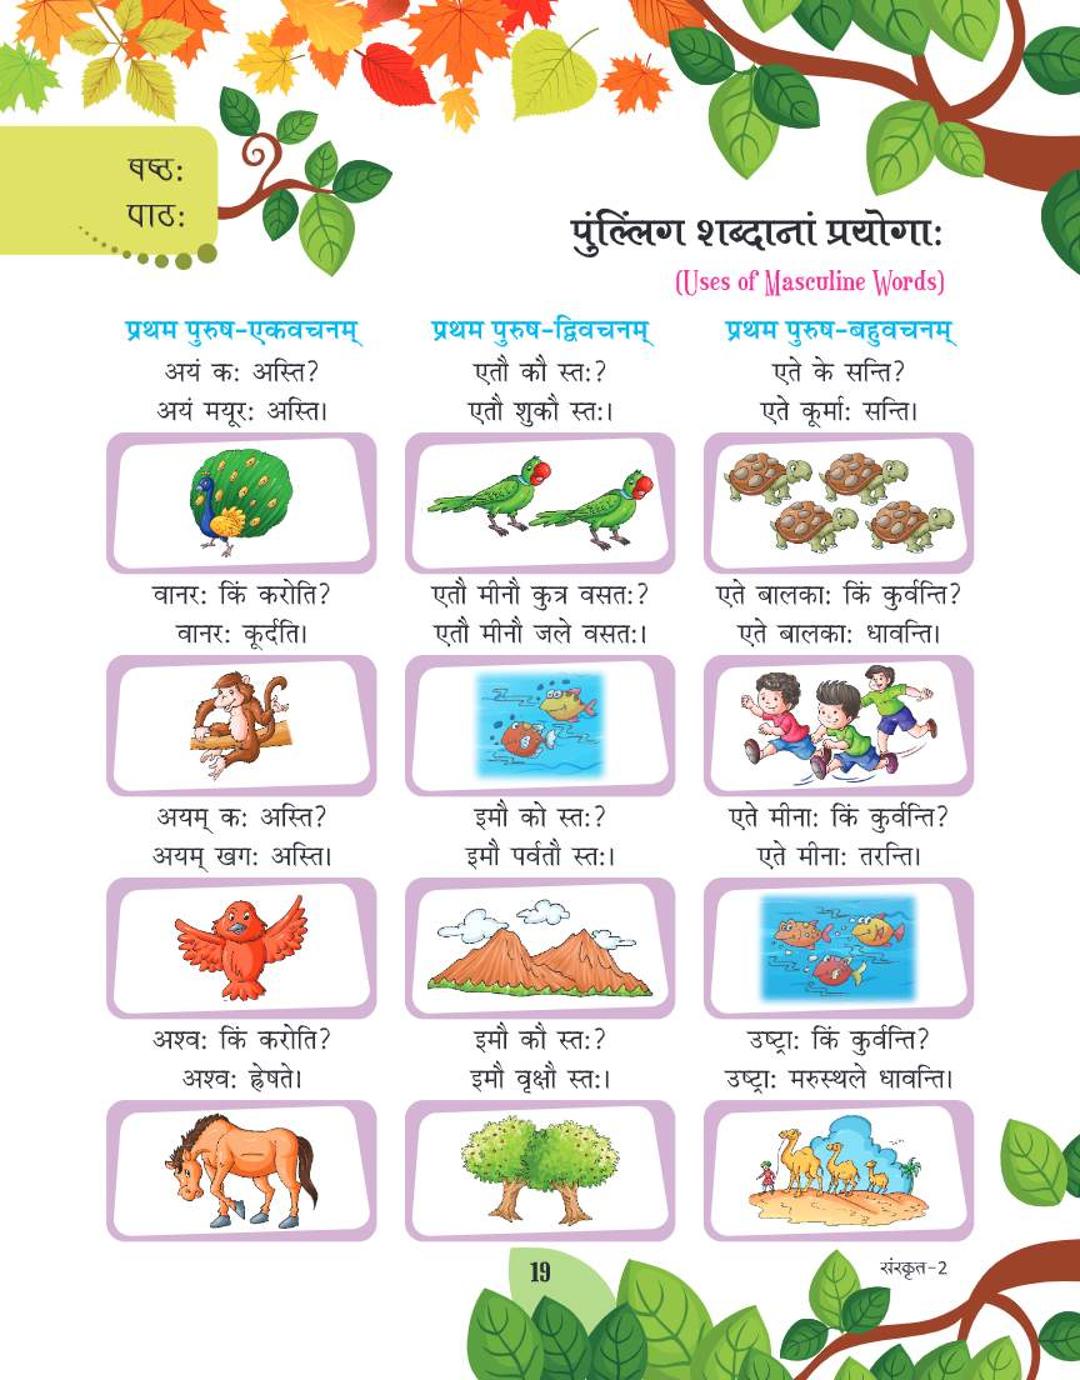 षष्ठः
पाठः
पुंल्लिंग शब्दानां प्रयोगाः
(Uses of Masculine Words)
प्रथम पुरुष-एकवचनम्
अयं कः अस्ति?
अयं मयूरः अस्ति।
वानरः किं करोति?
वानरः कूर्दति।
अयम् कः अस्ति?
अयम् खगः अस्ति।
अश्वः किं करोति?
अश्वः ह्रेषते।
प्रथम पुरुष-द्विवचनम्
एतौ कौ स्तः?
एतौ शुकौ स्तः।
एतौ मीनौ कुत्र वसतः?
एतौ मीनौ जले वसतः।
इमौ को स्तः?
इमौ पर्वतौ स्तः।
इमौ कौ स्तः?
इमौ वृक्षौ स्तः।
प्रथम पुरुष-बहुवचनम्
एते के सन्ति?
एते कूर्माः सन्ति।
एते बालकाः किं कुर्वन्ति?
एते बालकाः धावन्ति।
एते मीनाः किं कुर्वन्ति?
एते मीनाः तरन्ति।
उष्ट्राः किं कुर्वन्ति?
उष्ट्राः मरुस्थले धावन्ति।
19
संस्कृत-2